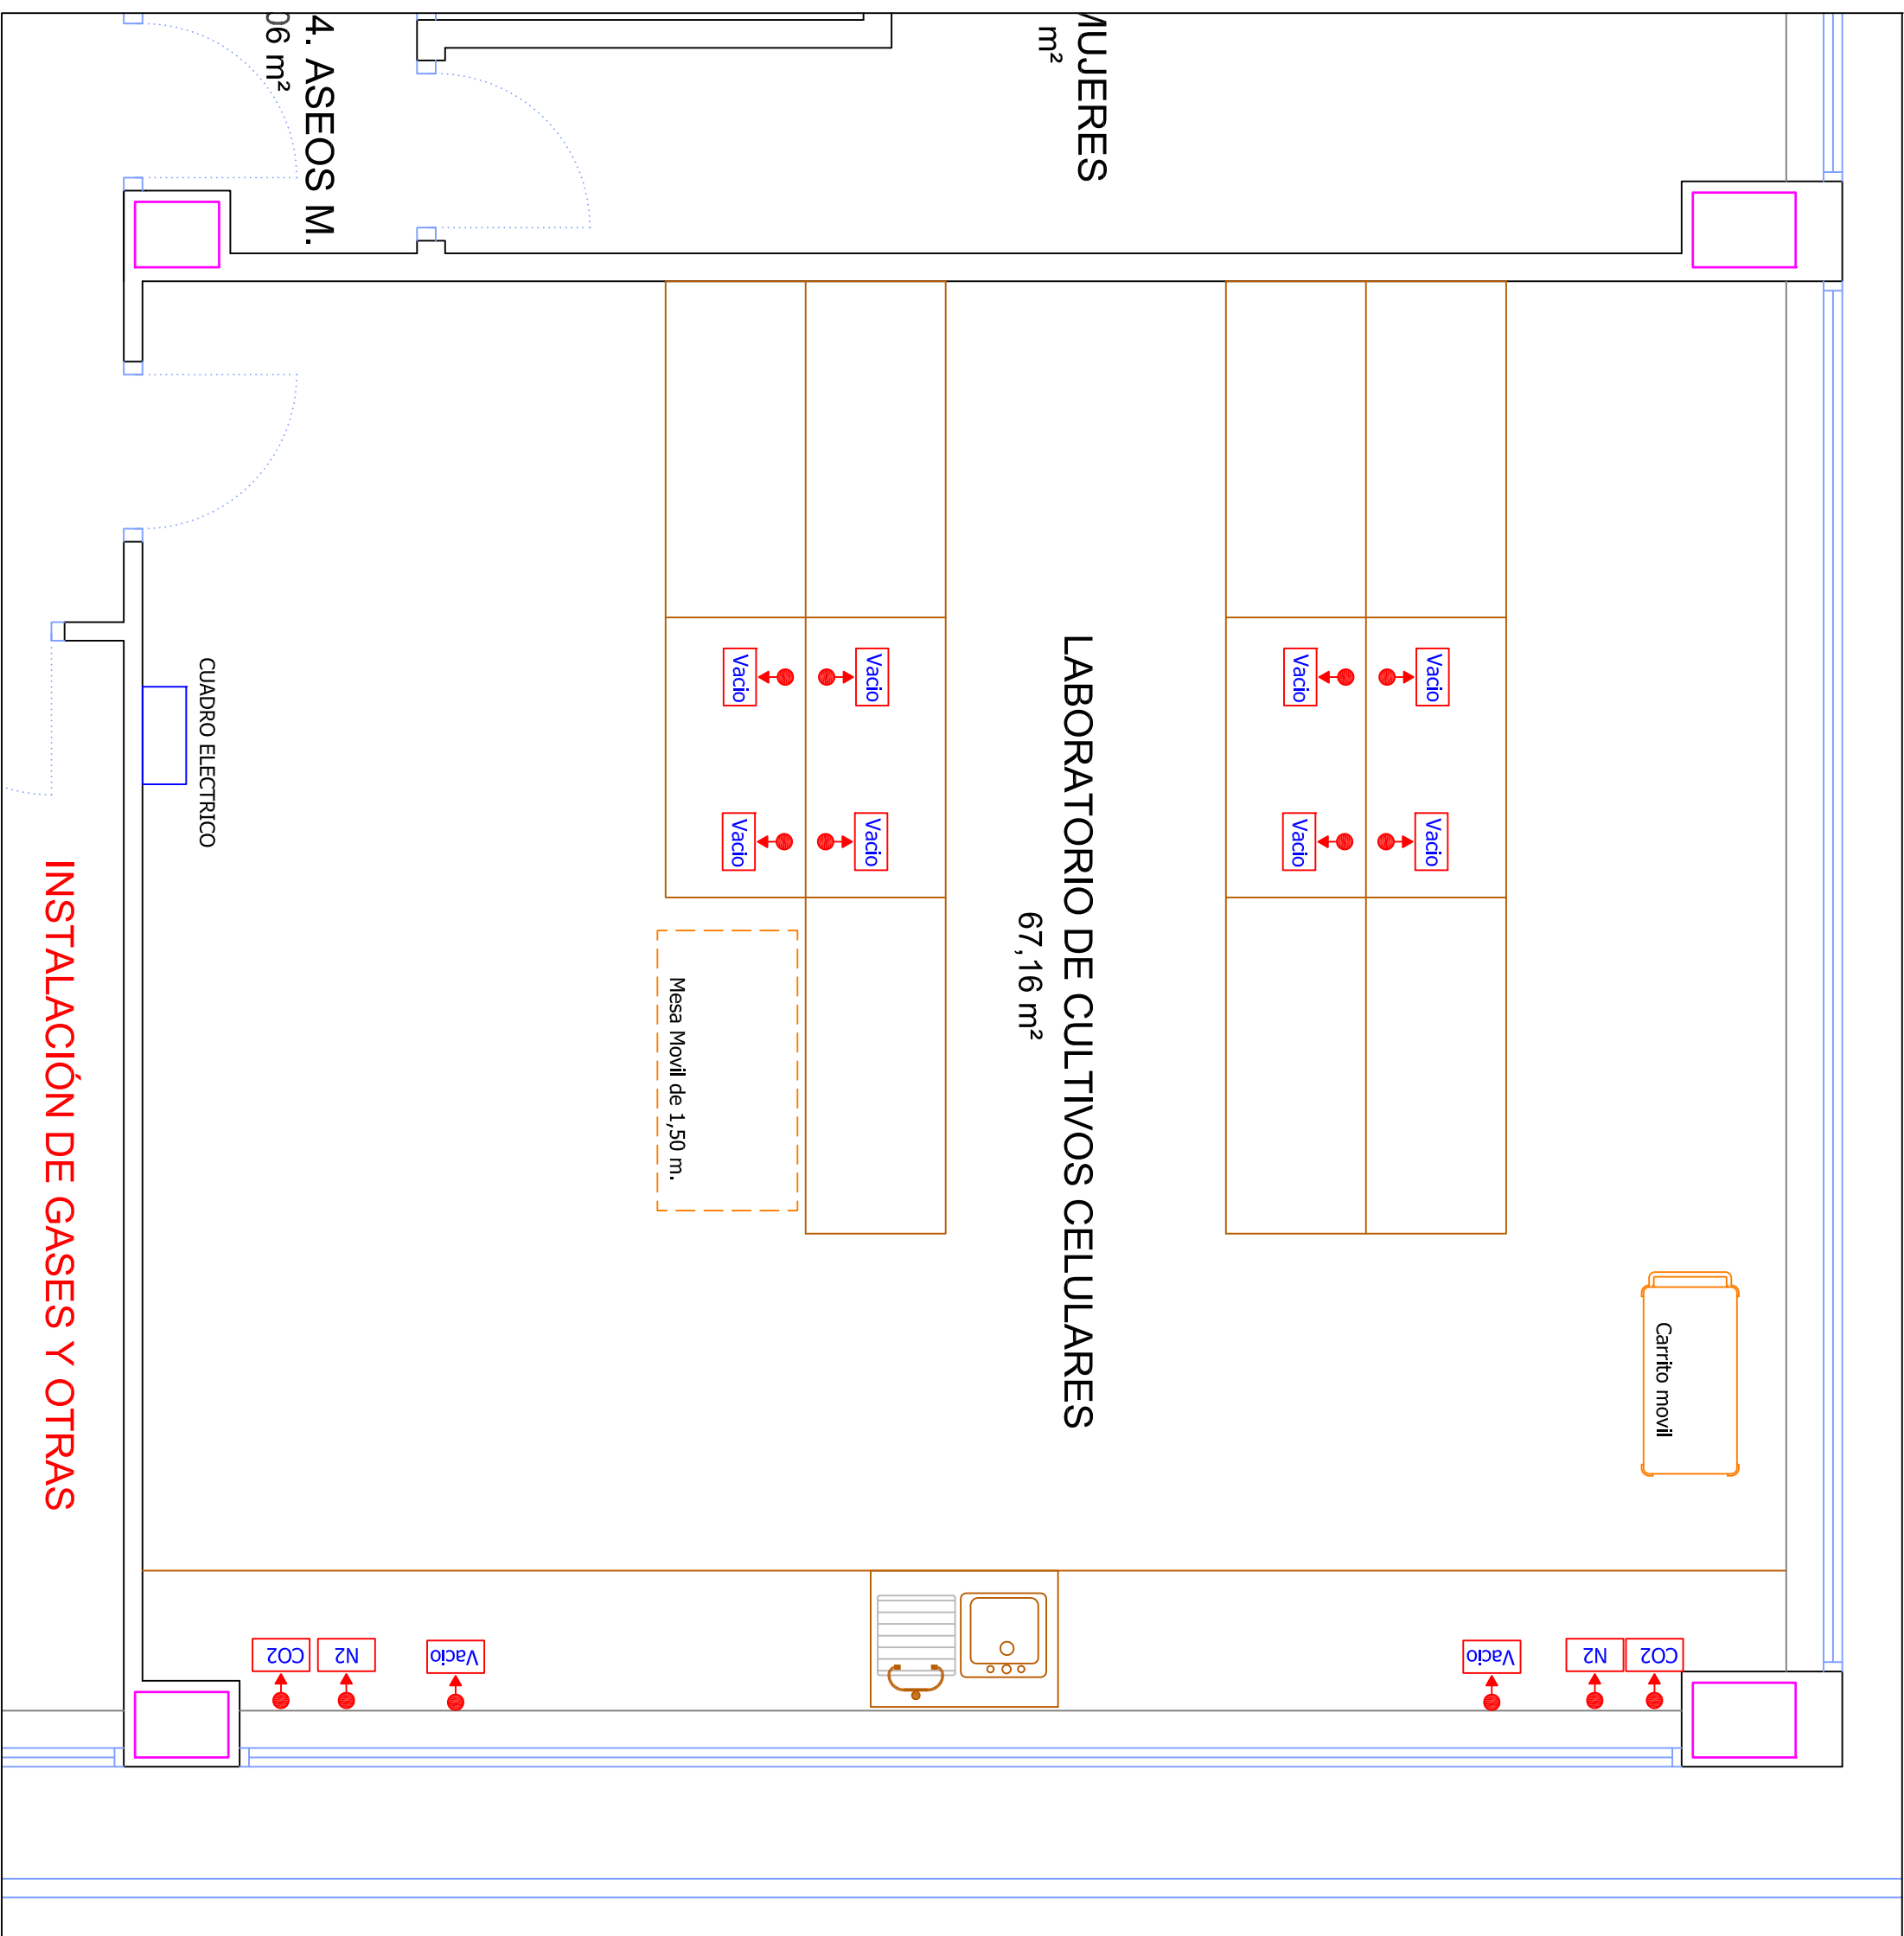 MUJERES
m²
4. ASEOS M.
06 m²
LABORATORIO DE CULTIVOS CELULARES
67,16 m²
CUADRO ELECTRICO
Vacio
Vacio
Vacio
Vacio
Vacio
Vacio
Vacio
Vacio
Mesa Movil de 1,50 m.
Carrito movil
CO2
N2
Vacio
Vacio
N2
CO2
INSTALACIÓN DE GASES Y OTRAS